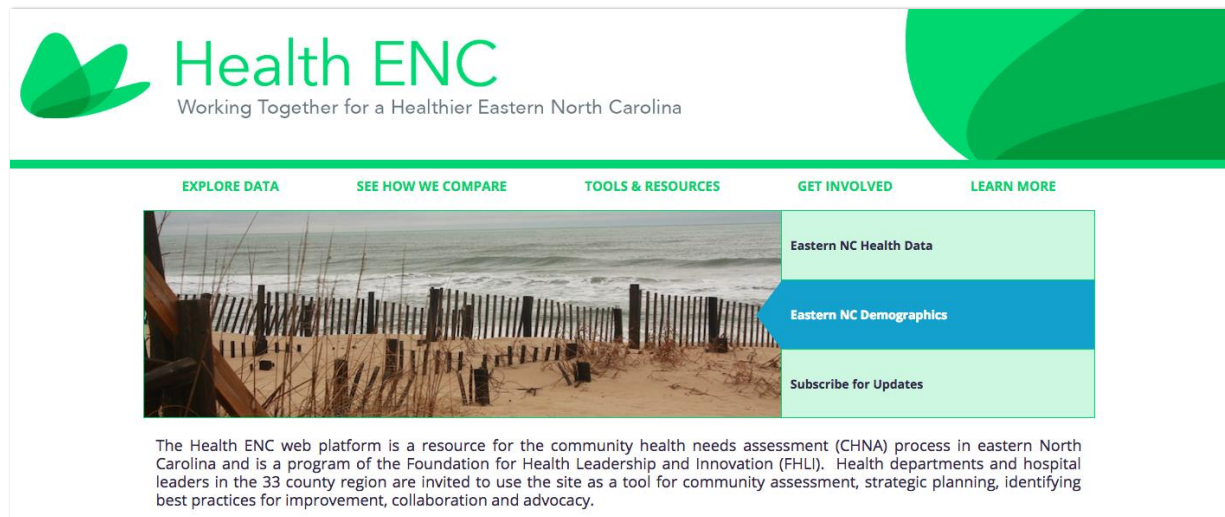 Health ENC
Working Together for a Healthier Eastern North Carolina
EXPLORE DATA SEE HOW WE COMPARE TOOLS & RESOURCES GET INVOLVED LEARN MORE
Eastern NC Health Data
Eastern NC Demographics
Subscribe for Updates
The Health ENC web platform is a resource for the community health needs assessment (CHNA) process in eastern North
Carolina and is a program of the Foundation for Health Leadership and Innovation (FHLI). Health departments and hospital
leaders in the 33 county region are invited to use the site as a tool for community assessment, strategic planning, identifying
best practices for improvement, collaboration and advocacy.